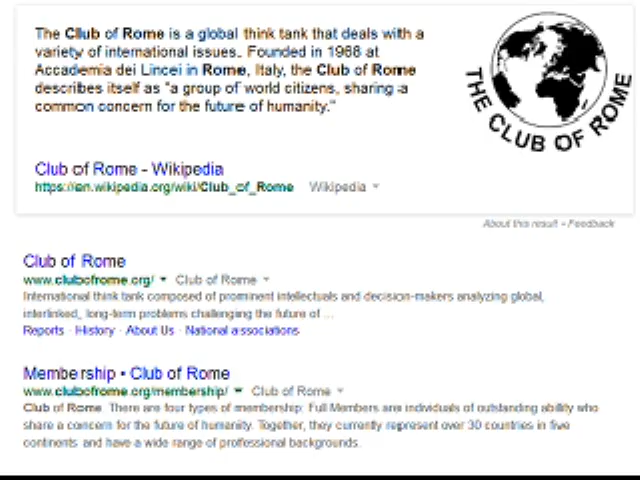 The Club of Rome is a global think tank that deals with a
variety of international issues. Founded in 1968 at
Accademia dei Lincei in Rome, Italy, the Club of Rome
describes itself as "a group of world citizens, sharing a
common concern for the future of humanity."
THE CLUB OF ROME
Club of Rome - Wikipedia
https://en.wikipedia.org/wiki/Club_of_Rome Wikipedia
About this result • Feedback
Club of Rome
www.clubofrome.org/ Club of Rome
International think tank composed of prominent intellectuals and decision-makers analyzing global,
interlinked, long-term problems challenging the future of ...
Reports · History · About Us · National associations
Membership • Club of Rome
www.clubofrome.org/membership/ Club of Rome
Club of Rome There are four types of membership: Full Members are individuals of outstanding ability who
share a concern for the future of humanity. Together, they currently represent over 30 countries in five
continents and have a wide range of professional backgrounds.